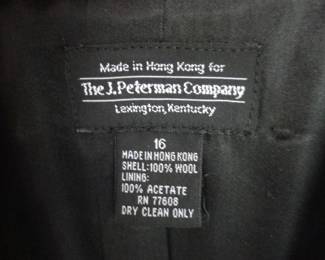 Made in Hong Kong for
The J. Peterman Company
Lexington, Kentucky
16
MADE IN HONG KONG
SHELL: 100% WOOL
LINING:
100% ACETATE
RN 77608
DRY CLEAN ONLY